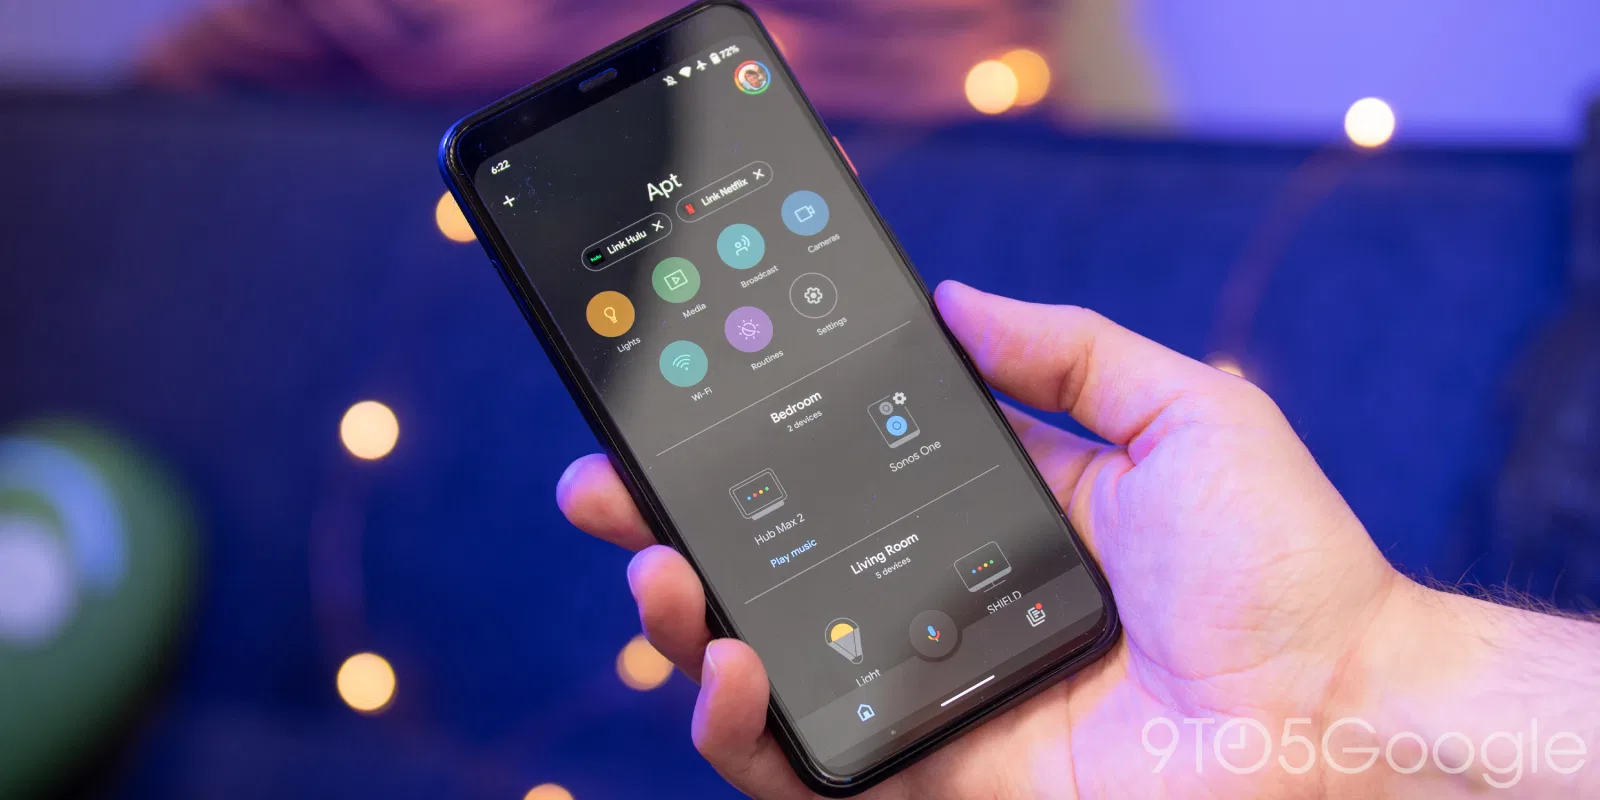 72%
6:22
Apt
Link Hulu
Link Netflix
hulu
Lights
Media
Broadcast
Cameras
Wi-Fi
Routines
Settings
Bedroom
2 devices
Hub Max 2
Play music
Sonos One
Living Room
5 devices
Light
SHIELD
9TO5Google